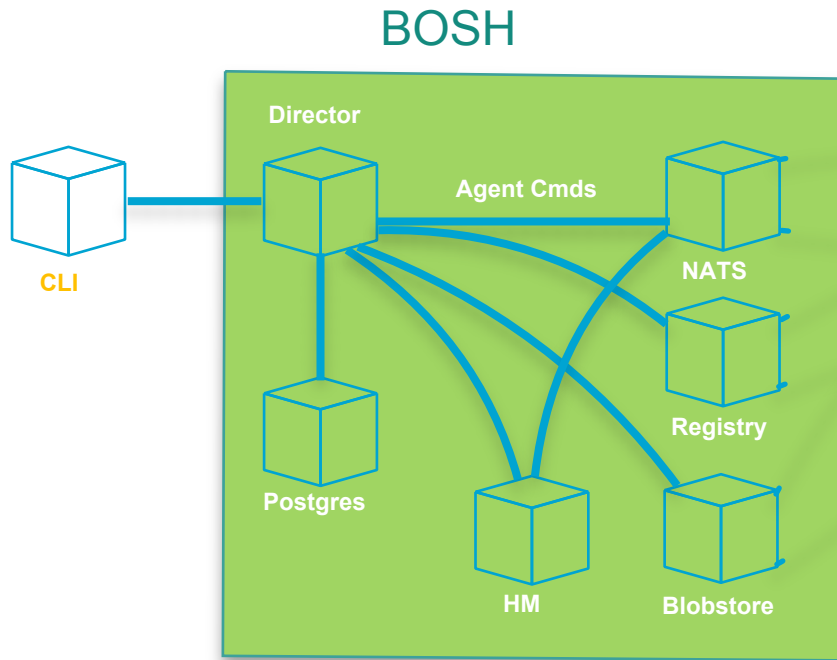 BOSH
Director
Agent Cmds
CLI
NATS
Registry
Postgres
HM
Blobstore